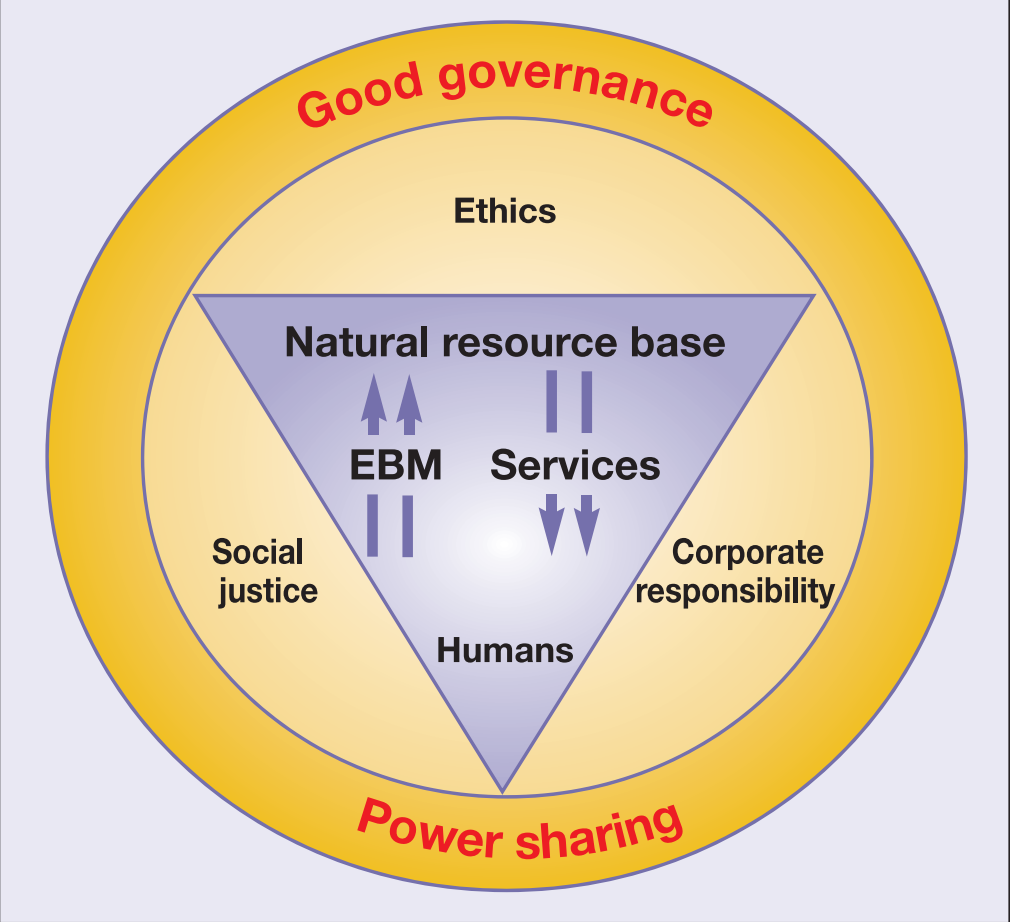 Good governance
Ethics
Natural resource base
EBM
Services
Social
justice
Corporate
responsibility
Humans
Power sharing